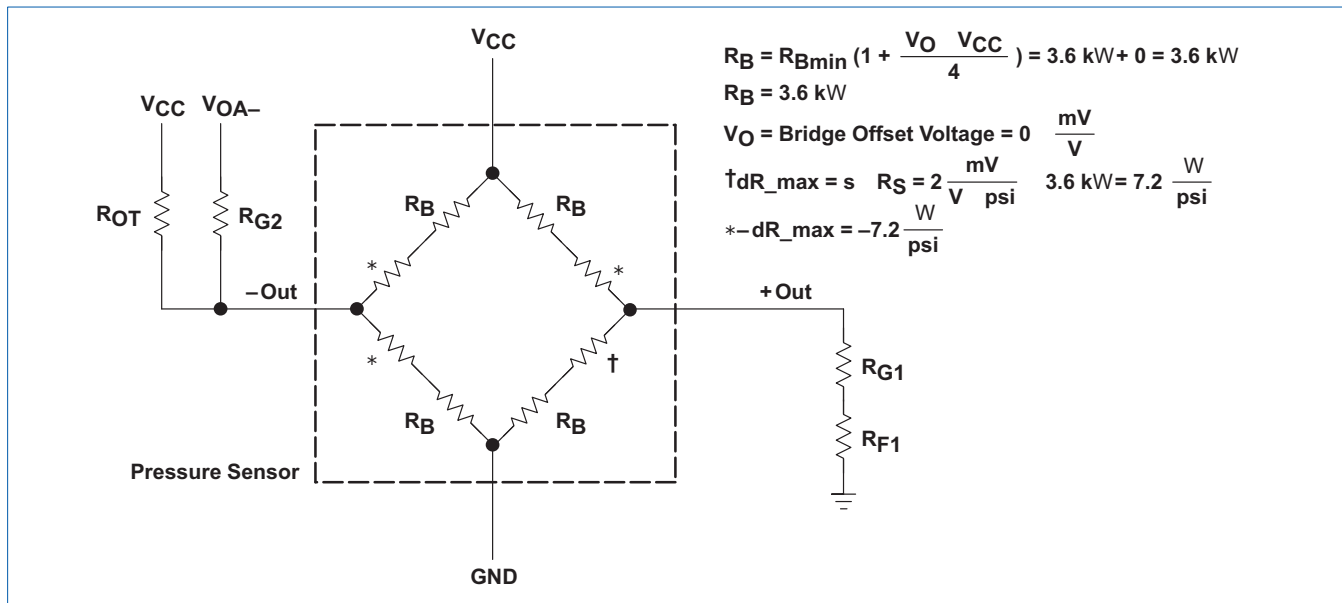 VCC
VCC VOA–
ROT
RG2
–Out
RB RB
* *
* †
RB RB
+Out
RG1
RF1
Pressure Sensor
GND
RB = RBmin (1 + VO VCC / 4 ) = 3.6 kW + 0 = 3.6 kW
RB = 3.6 kW
VO = Bridge Offset Voltage = 0 mV / V
†dR_max = s RS = 2 mV / V psi 3.6 kW = 7.2 W / psi
*–dR_max = –7.2 W / psi